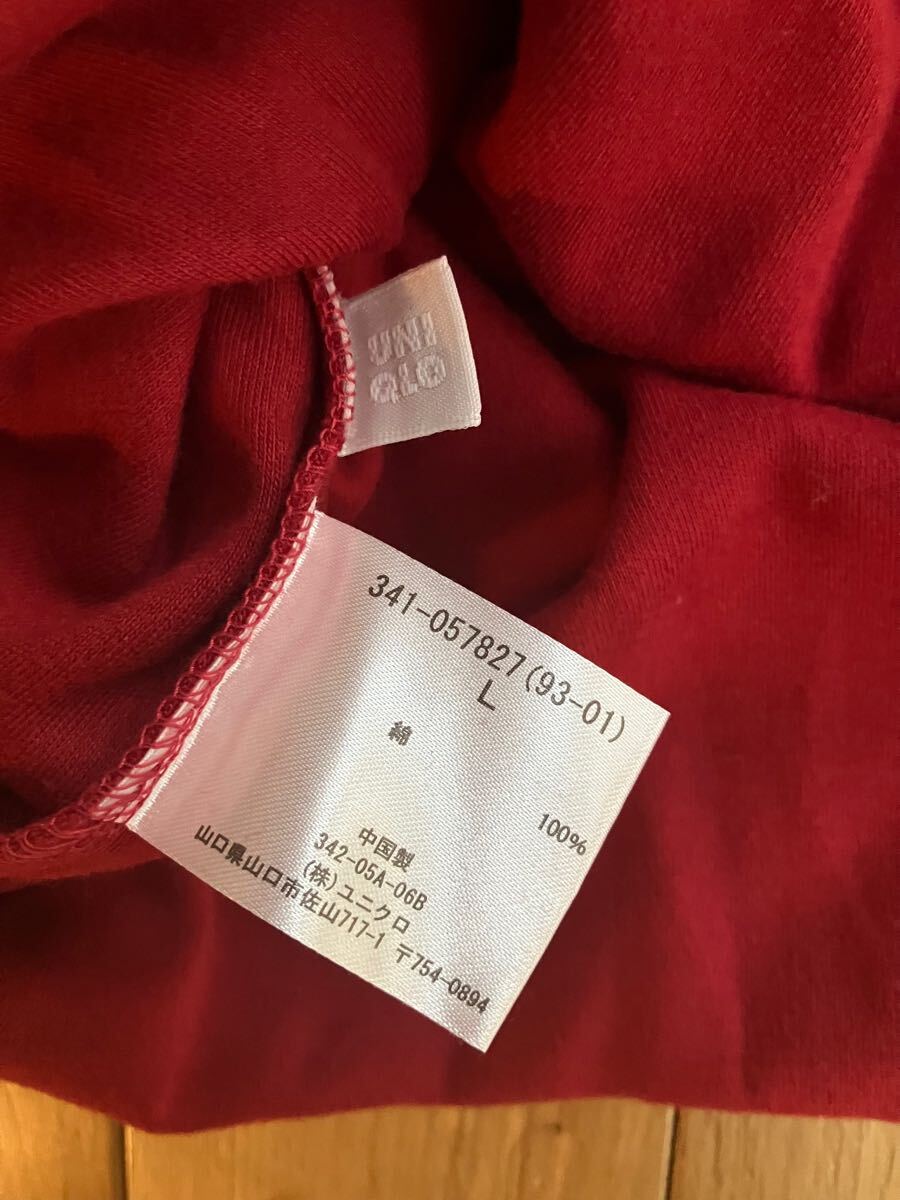 UNI
QLO
341-057827(93-01)
L
綿 100%
中国製
342-05A-06B
(株)ユニクロ
山口県山口市佐山717-1 〒754-0894